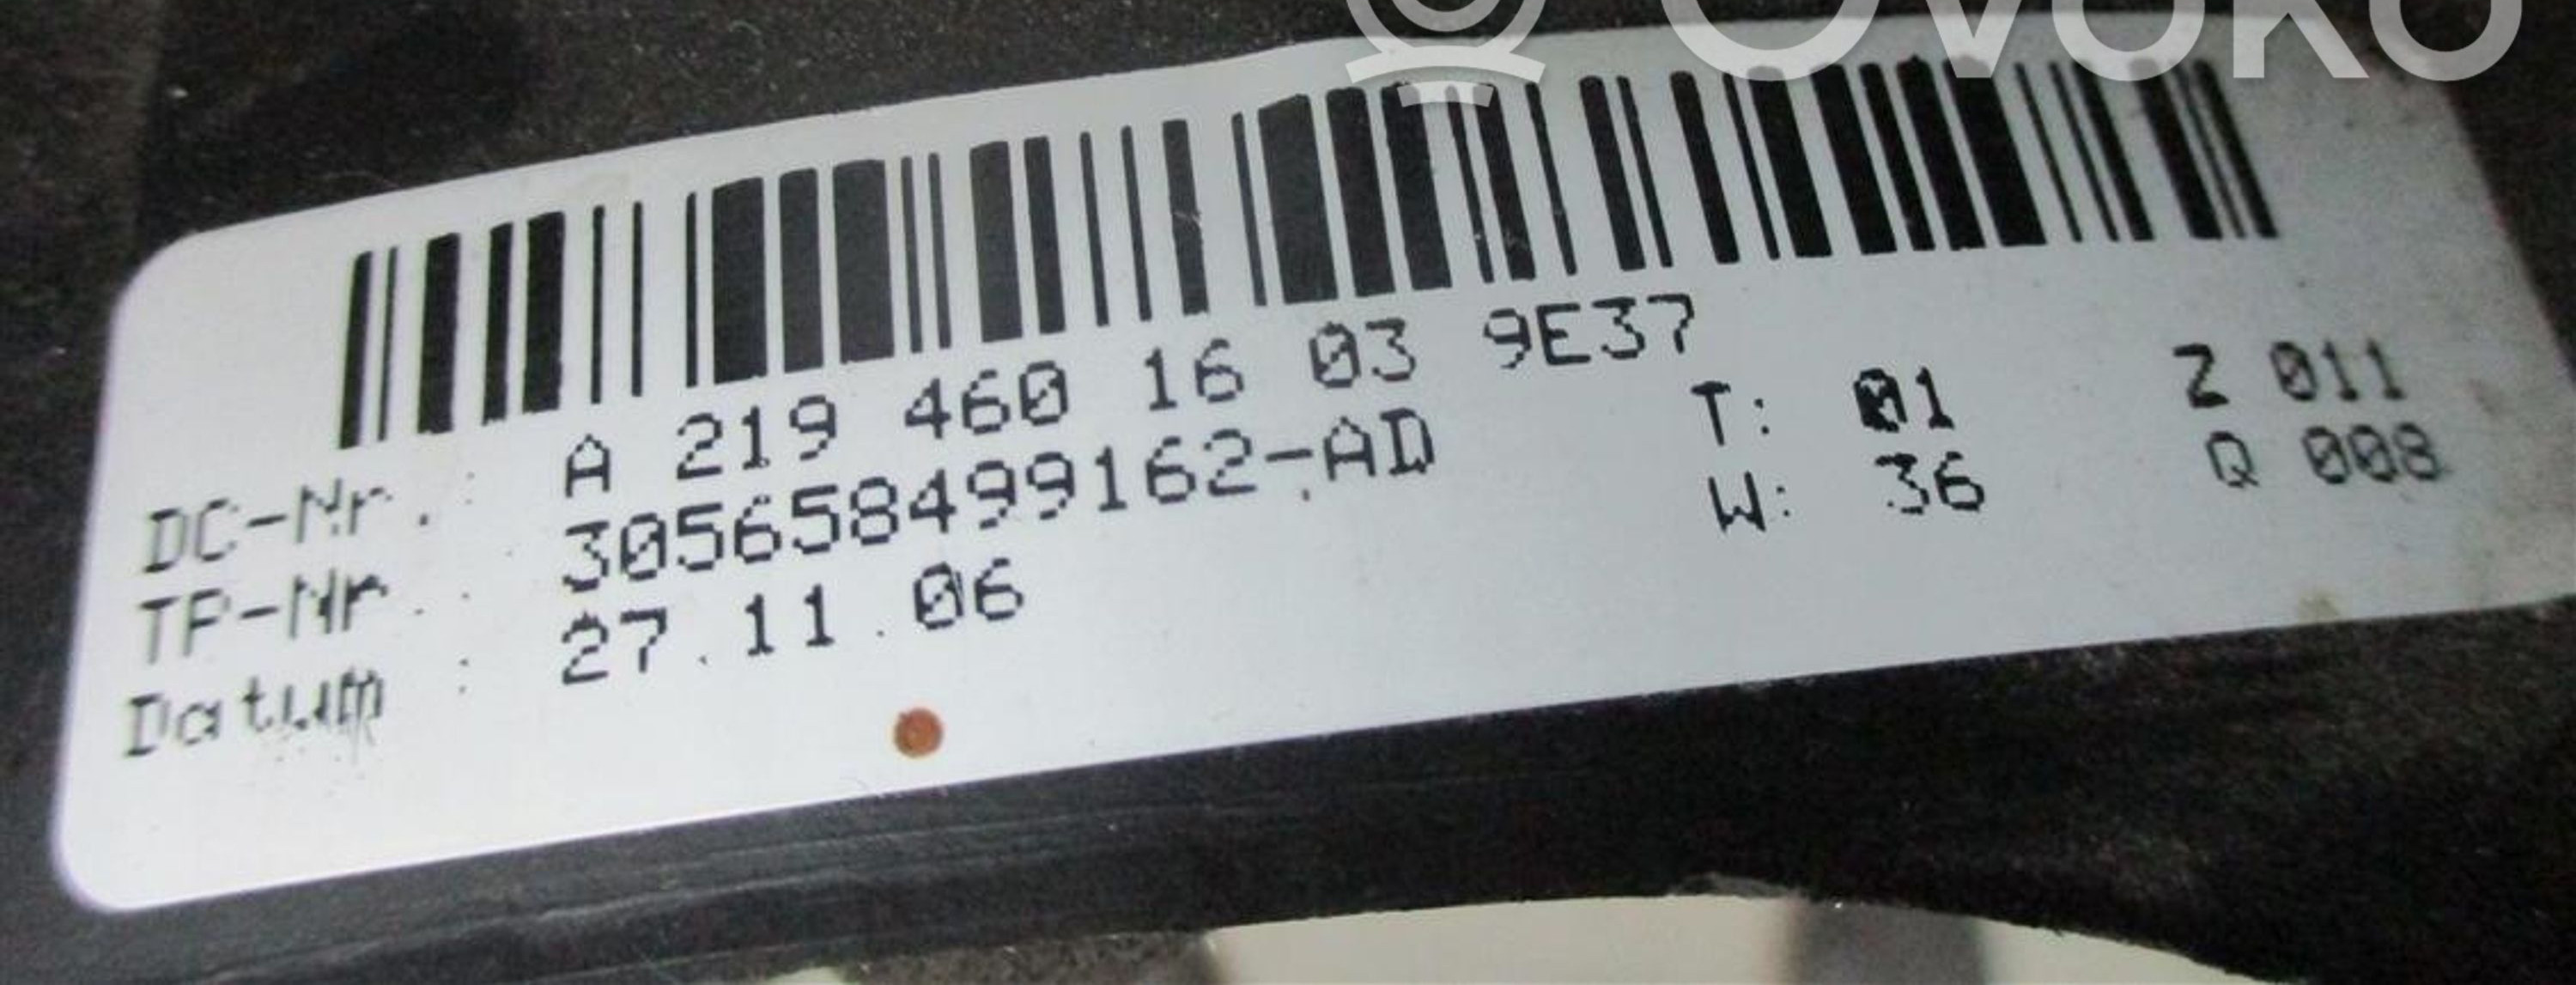 OVOKO
DC-Nr. : A 219 460 16 03 9E37
TP-Nr. : 305658499162-AD T: 01 Z 011
Datum : 27.11.06 W: 36 Q 008